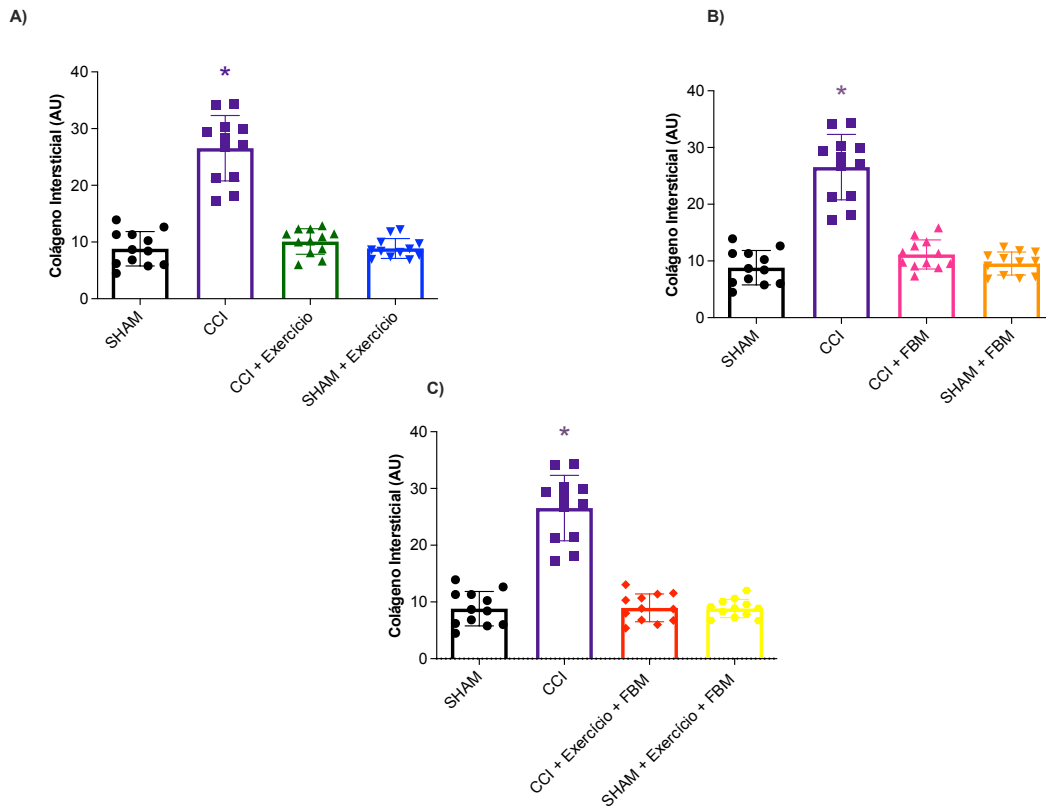 A)
Colágeno Intersticial (AU)
40
30
20
10
0
*
SHAM
CCI
CCI + Exercício
SHAM + Exercício
B)
Colágeno Intersticial (AU)
40
30
20
10
0
*
SHAM
CCI
CCI + FBM
SHAM + FBM
C)
Colágeno Intersticial (AU)
40
30
20
10
0
*
SHAM
CCI
CCI + Exercício + FBM
SHAM + Exercício + FBM